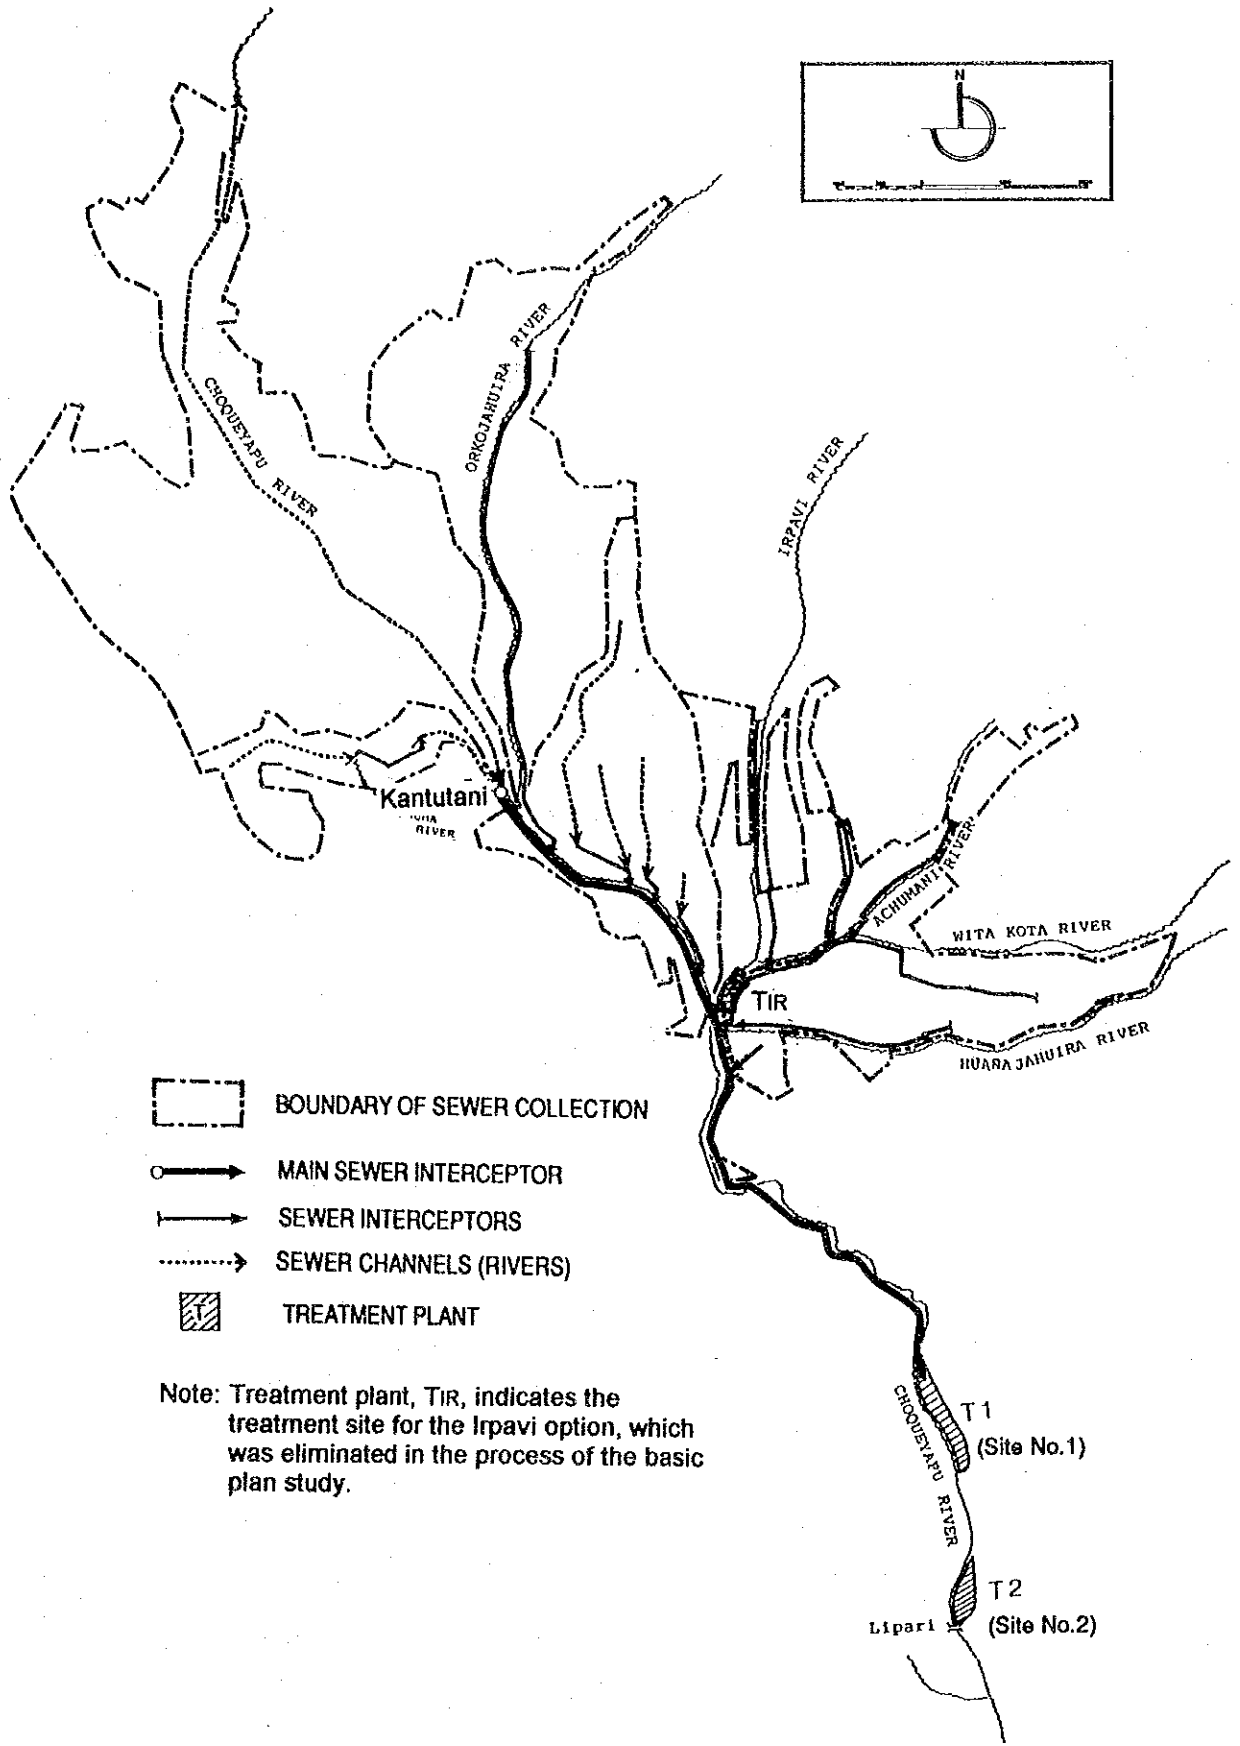 N
CHOQUEYAPU RIVER
ORKOJAHUIRA RIVER
IRPAVI RIVER
Kantutani
RIVER
ACHUMANI RIVER
WITA KOTA RIVER
TIR
HUARAJAHUIRA RIVER
BOUNDARY OF SEWER COLLECTION
MAIN SEWER INTERCEPTOR
SEWER INTERCEPTORS
SEWER CHANNELS (RIVERS)
T
TREATMENT PLANT
Note: Treatment plant, TIR, indicates the
treatment site for the Irpavi option, which
was eliminated in the process of the basic
plan study.
CHOQUEYAPU RIVER
T1
(Site No.1)
T2
(Site No.2)
Lipari